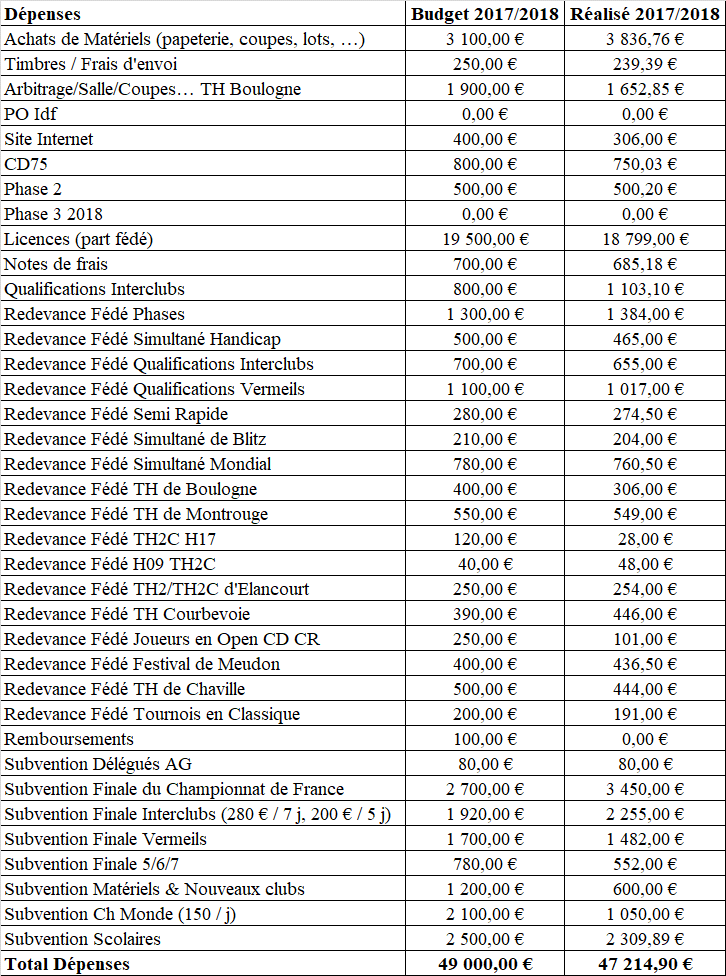 Dépenses Budget 2017/2018 Réalisé 2017/2018
Achats de Matériels (papeterie, coupes, lots, …) 3 100,00 € 3 836,76 €
Timbres / Frais d'envoi 250,00 € 239,39 €
Arbitrage/Salle/Coupes… TH Boulogne 1 900,00 € 1 652,85 €
PO Idf 0,00 € 0,00 €
Site Internet 400,00 € 306,00 €
CD75 800,00 € 750,03 €
Phase 2 500,00 € 500,20 €
Phase 3 2018 0,00 € 0,00 €
Licences (part fédé) 19 500,00 € 18 799,00 €
Notes de frais 700,00 € 685,18 €
Qualifications Interclubs 800,00 € 1 103,10 €
Redevance Fédé Phases 1 300,00 € 1 384,00 €
Redevance Fédé Simultané Handicap 500,00 € 465,00 €
Redevance Fédé Qualifications Interclubs 700,00 € 655,00 €
Redevance Fédé Qualifications Vermeils 1 100,00 € 1 017,00 €
Redevance Fédé Semi Rapide 280,00 € 274,50 €
Redevance Fédé Simultané de Blitz 210,00 € 204,00 €
Redevance Fédé Simultané Mondial 780,00 € 760,50 €
Redevance Fédé TH de Boulogne 400,00 € 306,00 €
Redevance Fédé TH de Montrouge 550,00 € 549,00 €
Redevance Fédé TH2C H17 120,00 € 28,00 €
Redevance Fédé H09 TH2C 40,00 € 48,00 €
Redevance Fédé TH2/TH2C d'Elancourt 250,00 € 254,00 €
Redevance Fédé TH Courbevoie 390,00 € 446,00 €
Redevance Fédé Joueurs en Open CD CR 250,00 € 101,00 €
Redevance Fédé Festival de Meudon 400,00 € 436,50 €
Redevance Fédé TH de Chaville 500,00 € 444,00 €
Redevance Fédé Tournois en Classique 200,00 € 191,00 €
Remboursements 100,00 € 0,00 €
Subvention Délégués AG 80,00 € 80,00 €
Subvention Finale du Championnat de France 2 700,00 € 3 450,00 €
Subvention Finale Interclubs (280 € / 7 j, 200 € / 5 j) 1 920,00 € 2 255,00 €
Subvention Finale Vermeils 1 700,00 € 1 482,00 €
Subvention Finale 5/6/7 780,00 € 552,00 €
Subvention Matériels & Nouveaux clubs 1 200,00 € 600,00 €
Subvention Ch Monde (150 / j) 2 100,00 € 1 050,00 €
Subvention Scolaires 2 500,00 € 2 309,89 €
Total Dépenses 49 000,00 € 47 214,90 €